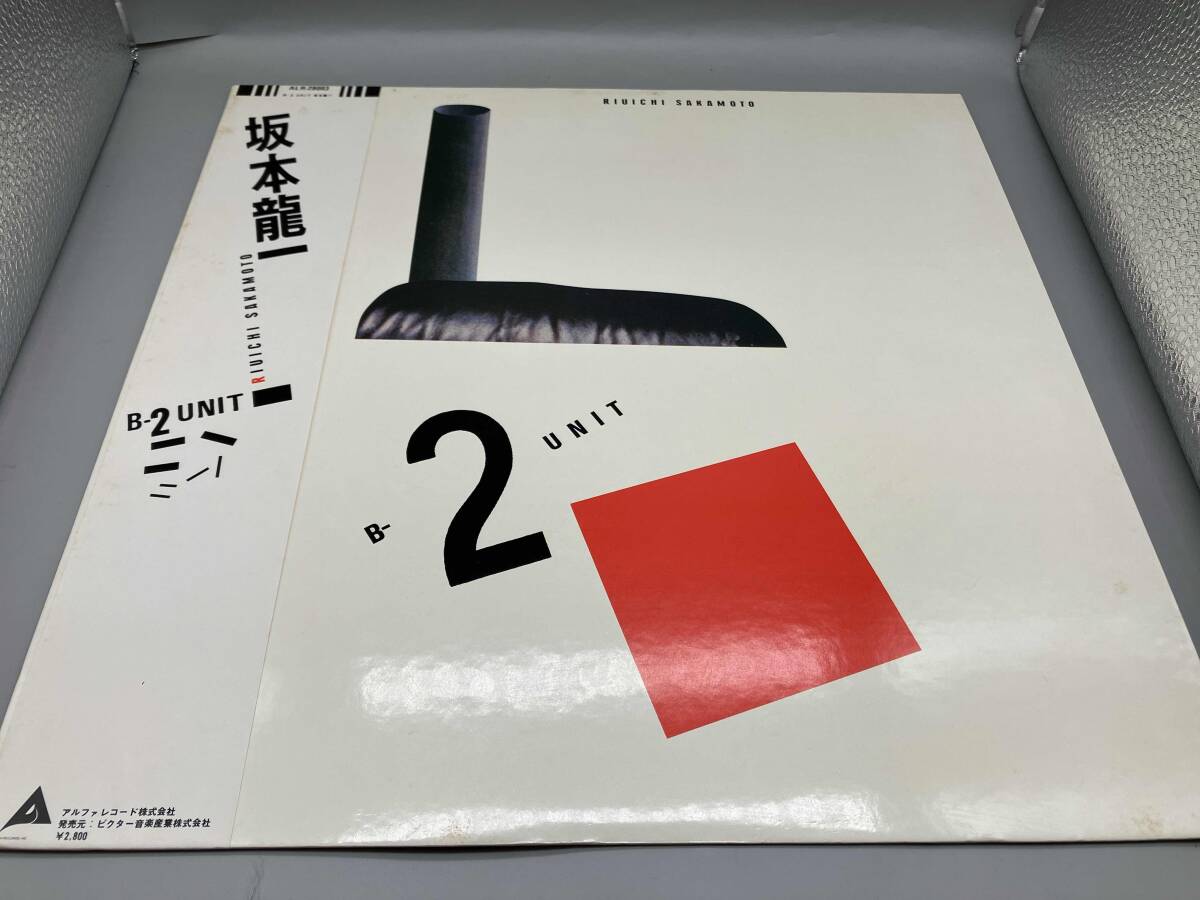 ALR-28003
坂本龍一
RIUICHI SAKAMOTO
B-2 UNIT
アルファレコード株式会社
発売元:ビクター音楽産業株式会社
¥2,800
RIUICHI SAKAMOTO
B-2 UNIT